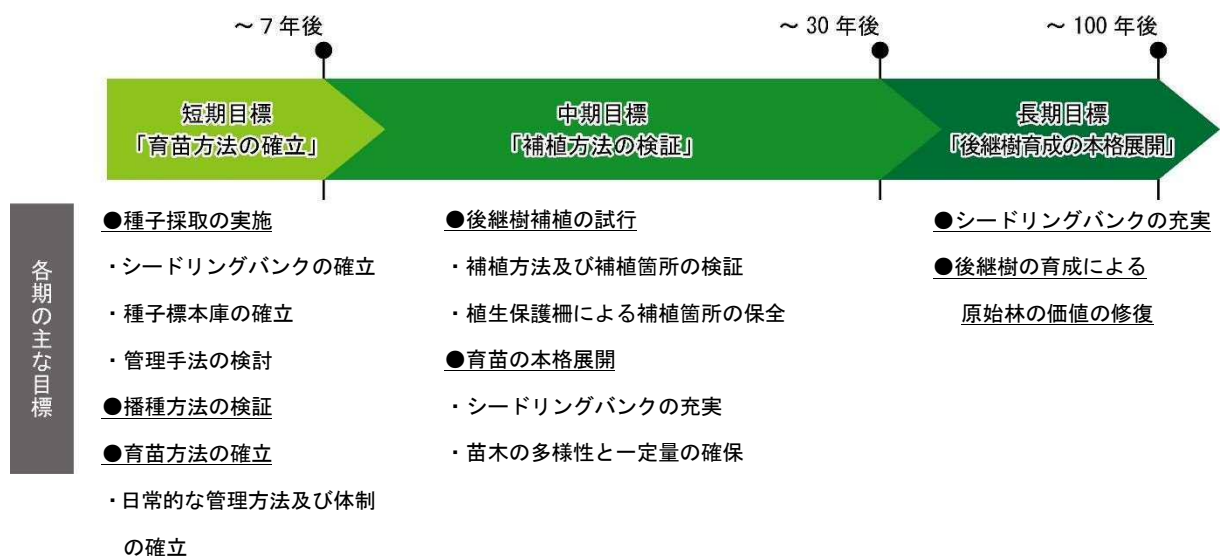 ～7年後
～30年後
～100年後
短期目標
「育苗方法の確立」
中期目標
「補植方法の検証」
長期目標
「後継樹育成の本格展開」
各期の主な目標
●種子採取の実施
・シードリングバンクの確立
・種子標本庫の確立
・管理手法の検討
●播種方法の検証
●育苗方法の確立
・日常的な管理方法及び体制
の確立
●後継樹補植の試行
・補植方法及び補植箇所の検証
・植生保護柵による補植箇所の保全
●育苗の本格展開
・シードリングバンクの充実
・苗木の多様性と一定量の確保
●シードリングバンクの充実
●後継樹の育成による
原始林の価値の修復